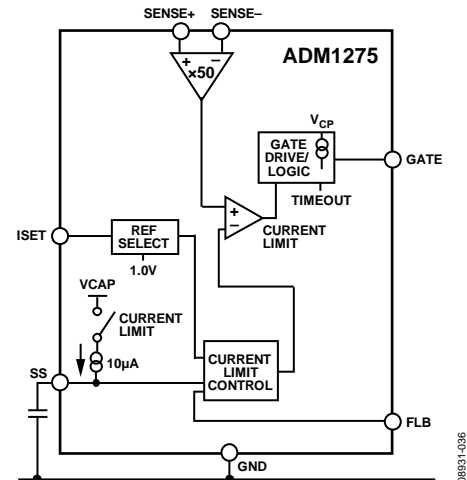 SENSE+ SENSE–
ADM1275
+ –
×50
VCP
GATE
DRIVE/
LOGIC
GATE
TIMEOUT
+
–
CURRENT
LIMIT
ISET
REF
SELECT
1.0V
VCAP
CURRENT
LIMIT
10µA
SS
CURRENT
LIMIT
CONTROL
FLB
GND
08931-036